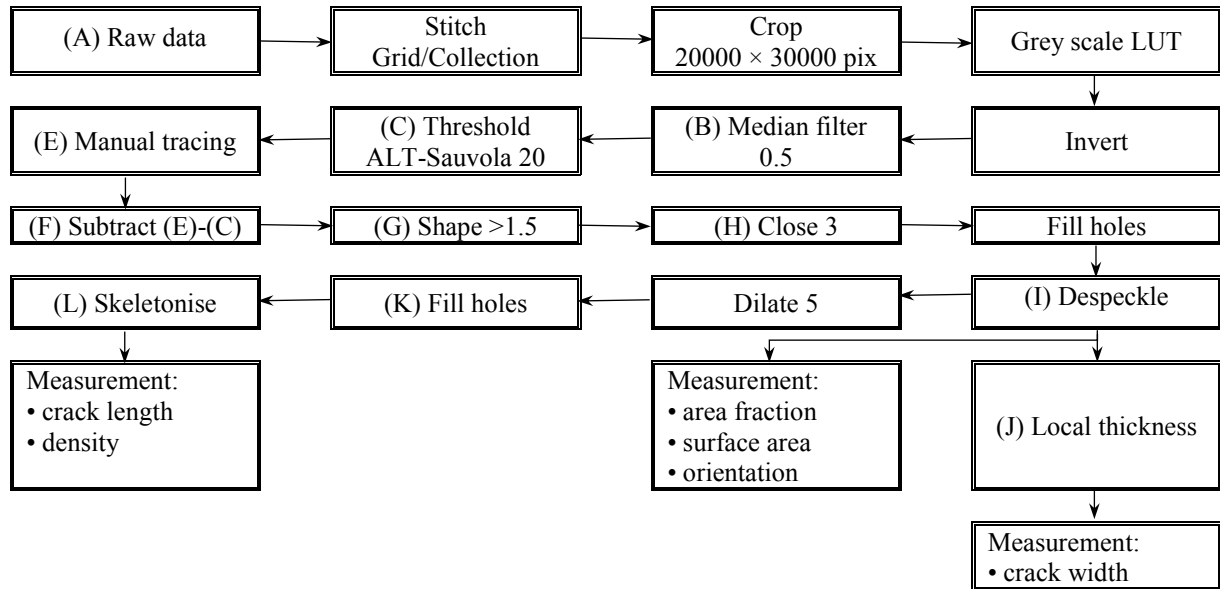 (A) Raw data
Stitch
Grid/Collection
Crop
20000 × 30000 pix
Grey scale LUT
(E) Manual tracing
(C) Threshold
ALT-Sauvola 20
(B) Median filter
0.5
Invert
(F) Subtract (E)-(C)
(G) Shape >1.5
(H) Close 3
Fill holes
(L) Skeletonise
(K) Fill holes
Dilate 5
(I) Despeckle
Measurement:
• crack length
• density
Measurement:
• area fraction
• surface area
• orientation
(J) Local thickness
Measurement:
• crack width